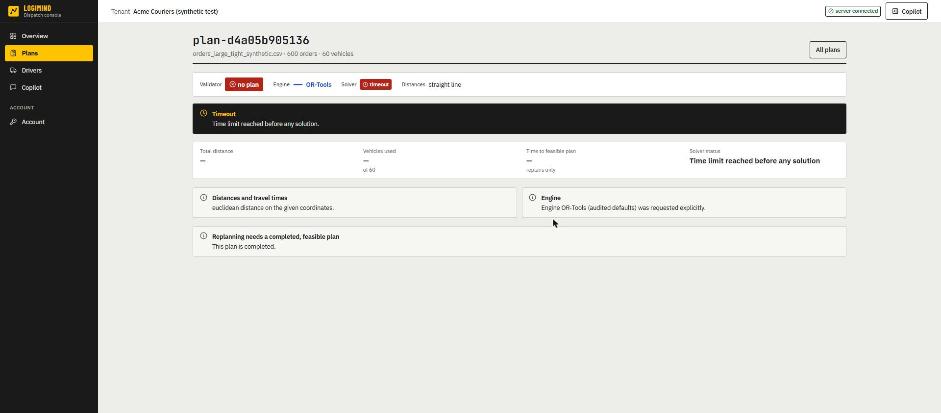 LOGIMIND
Dispatch console
Overview
Plans
Drivers
Copilot
ACCOUNT
Account
Tenant Acme Couriers (synthetic test)
server connected
Copilot
plan-d4a05b905136
orders_large_tight_synthetic.csv · 600 orders · 60 vehicles
All plans
Validator no plan Engine — OR-Tools Solver timeout Distances straight line
Timeout
Time limit reached before any solution.
Total distance
—
Vehicles used
—
of 60
Time to feasible plan
—
replans only
Solver status
Time limit reached before any solution
Distances and travel times
euclidean distance on the given coordinates.
Engine
Engine OR-Tools (audited defaults) was requested explicitly.
Replanning needs a completed, feasible plan
This plan is completed.